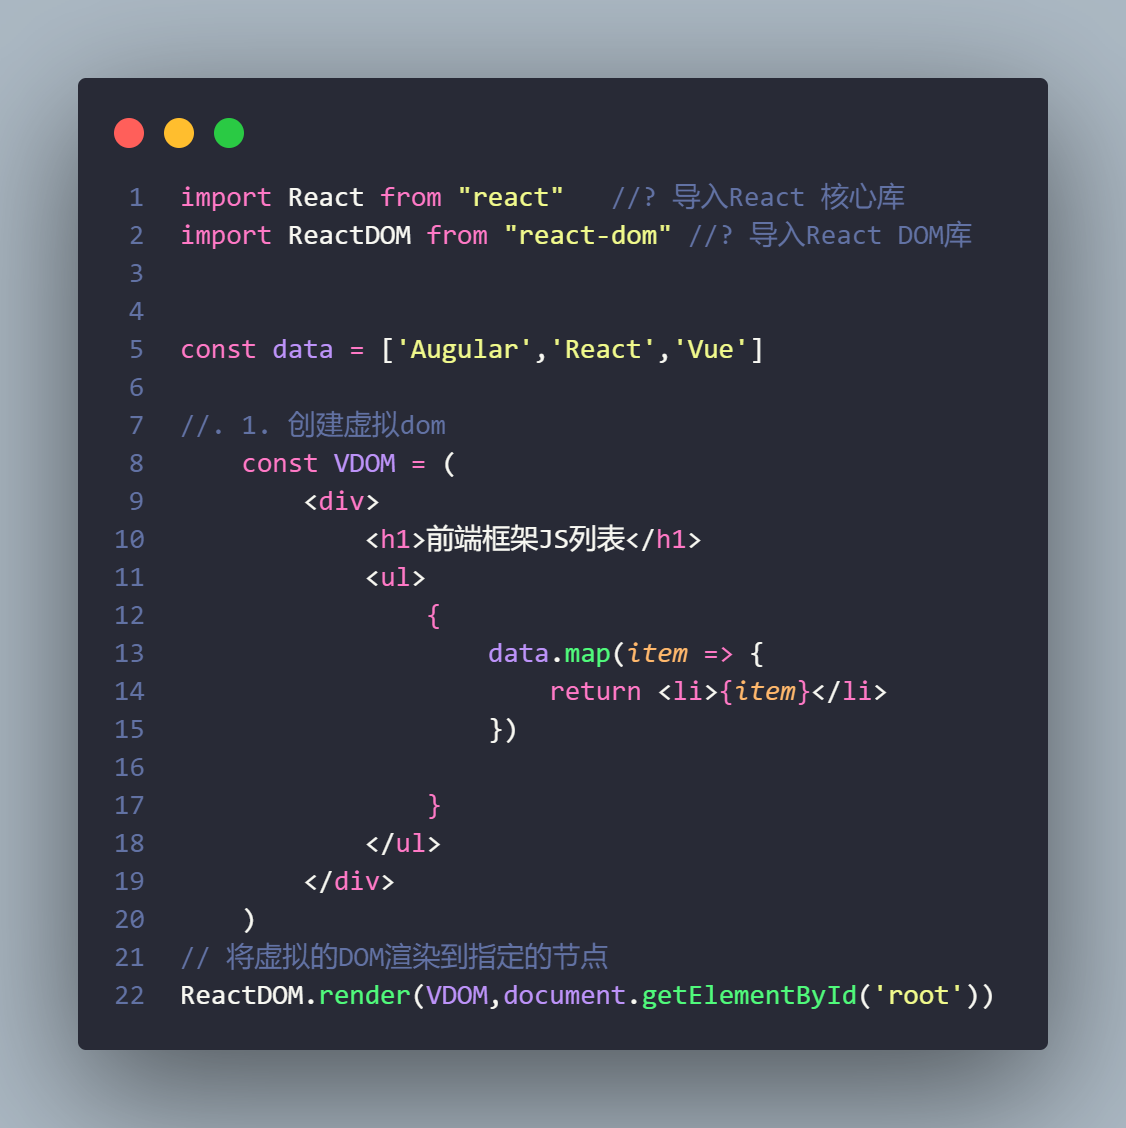 1 import React from "react" //? 导入React 核心库
2 import ReactDOM from "react-dom" //? 导入React DOM库
3
4
5 const data = ['Augular','React','Vue']
6
7 //. 1. 创建虚拟dom
8 const VDOM = (
9 <div>
10 <h1>前端框架JS列表</h1>
11 <ul>
12 {
13 data.map(item => {
14 return <li>{item}</li>
15 })
16
17 }
18 </ul>
19 </div>
20 )
21 // 将虚拟的DOM渲染到指定的节点
22 ReactDOM.render(VDOM,document.getElementById('root'))